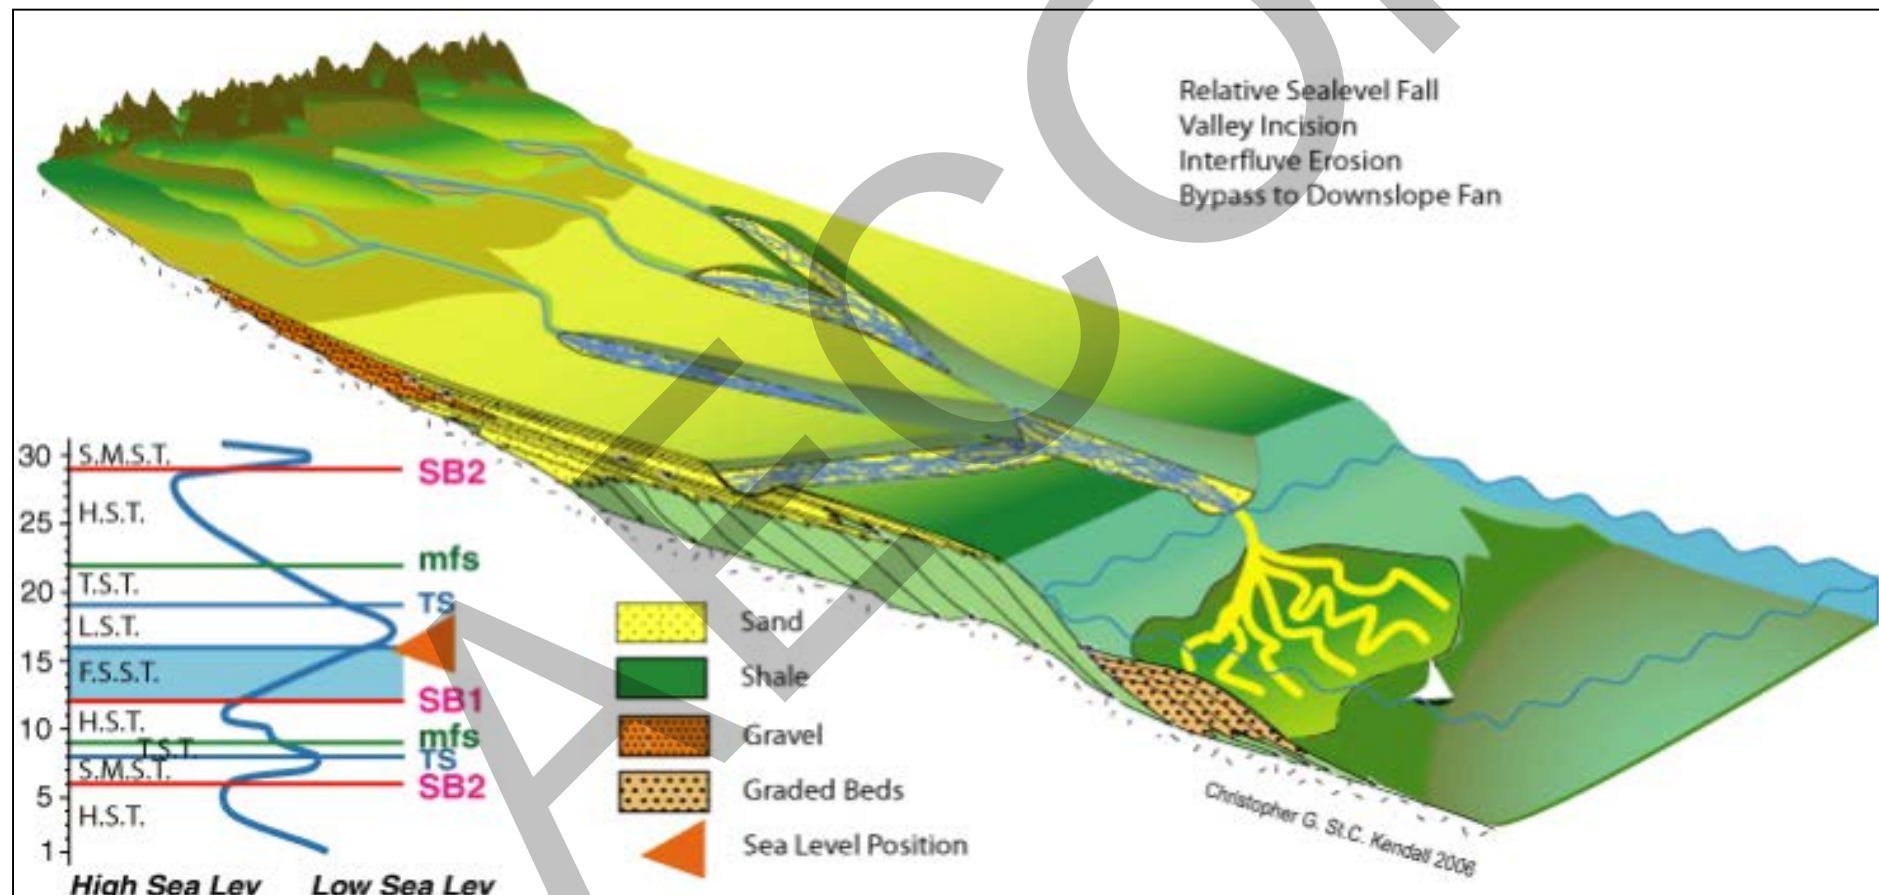 Relative Sealevel Fall
Valley Incision
Interfluve Erosion
Bypass to Downslope Fan
30
S.M.S.T.
SB2
H.S.T.
25
mfs
T.S.T.
20
TS
L.S.T.
15
F.S.S.T.
SB1
H.S.T.
10
mfs
T.S.T.
TS
S.M.S.T.
SB2
5
H.S.T.
1
High Sea Lev
Low Sea Lev
Sand
Shale
Gravel
Graded Beds
Sea Level Position
Christopher G. St.C. Kendall 2006